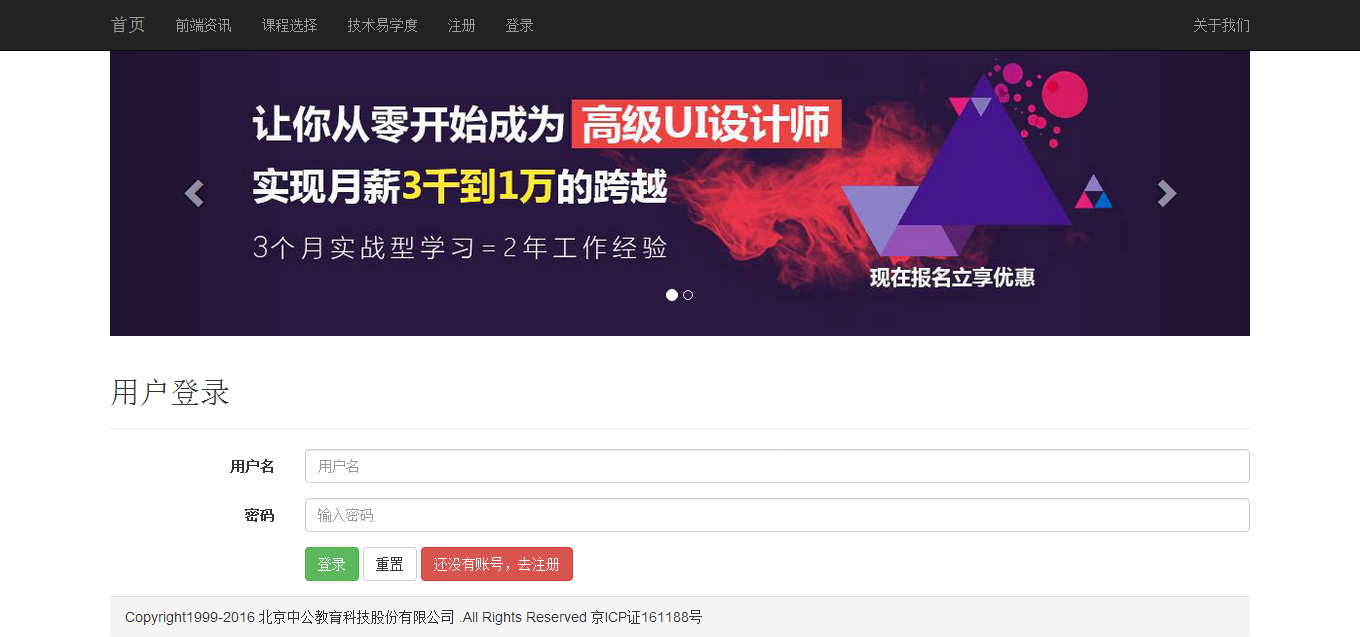 首页 前端资讯 课程选择 技术易学度 注册 登录 关于我们
让你从零开始成为 高级UI设计师
实现月薪3千到1万的跨越
3个月实战型学习=2年工作经验
现在报名立享优惠
用户登录
用户名 用户名
密码 输入密码
登录 重置 还没有账号，去注册
Copyright1999-2016 北京中公教育科技股份有限公司 .All Rights Reserved 京ICP证161188号